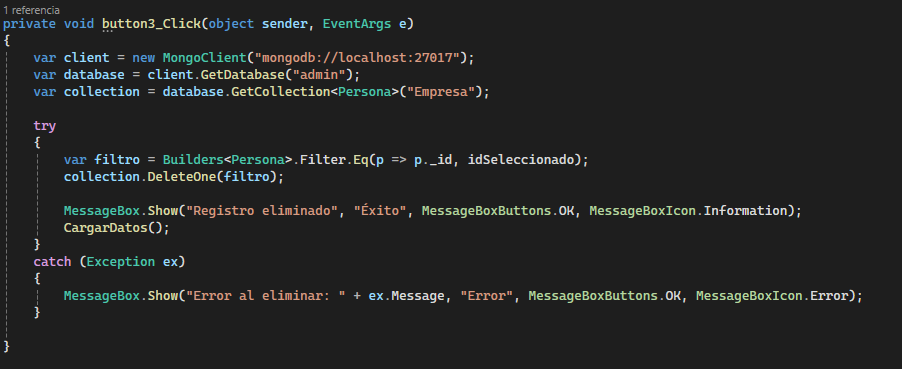 1 referencia
private void button3_Click(object sender, EventArgs e)
{
    var client = new MongoClient("mongodb://localhost:27017");
    var database = client.GetDatabase("admin");
    var collection = database.GetCollection<Persona>("Empresa");

    try
    {
        var filtro = Builders<Persona>.Filter.Eq(p => p._id, idSeleccionado);
        collection.DeleteOne(filtro);

        MessageBox.Show("Registro eliminado", "Éxito", MessageBoxButtons.OK, MessageBoxIcon.Information);
        CargarDatos();
    }
    catch (Exception ex)
    {
        MessageBox.Show("Error al eliminar: " + ex.Message, "Error", MessageBoxButtons.OK, MessageBoxIcon.Error);
    }

}